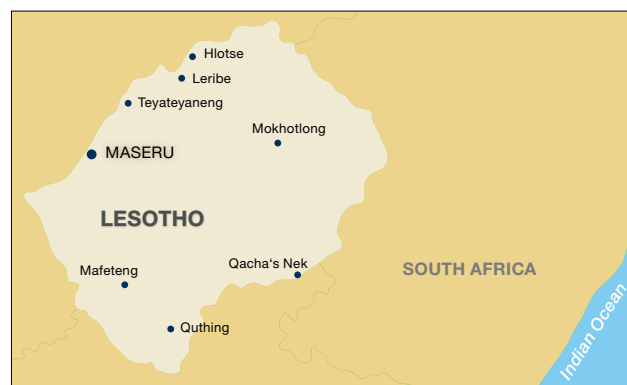 Hlotse
Leribe
Teyateyaneng
Mokhotlong
MASERU
LESOTHO
Qacha‘s Nek
SOUTH AFRICA
Mafeteng
Indian Ocean
Quthing